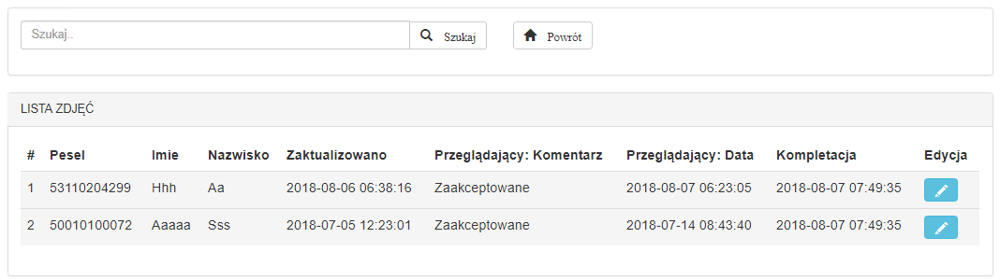 Szukaj.. Szukaj Powrót
LISTA ZDJĘĆ
# Pesel Imie Nazwisko Zaktualizowano Przeglądający: Komentarz Przeglądający: Data Kompletacja Edycja
1 53110204299 Hhh Aa 2018-08-06 06:38:16 Zaakceptowane 2018-08-07 06:23:05 2018-08-07 07:49:35
2 50010100072 Aaaaa Sss 2018-07-05 12:23:01 Zaakceptowane 2018-07-14 08:43:40 2018-08-07 07:49:35